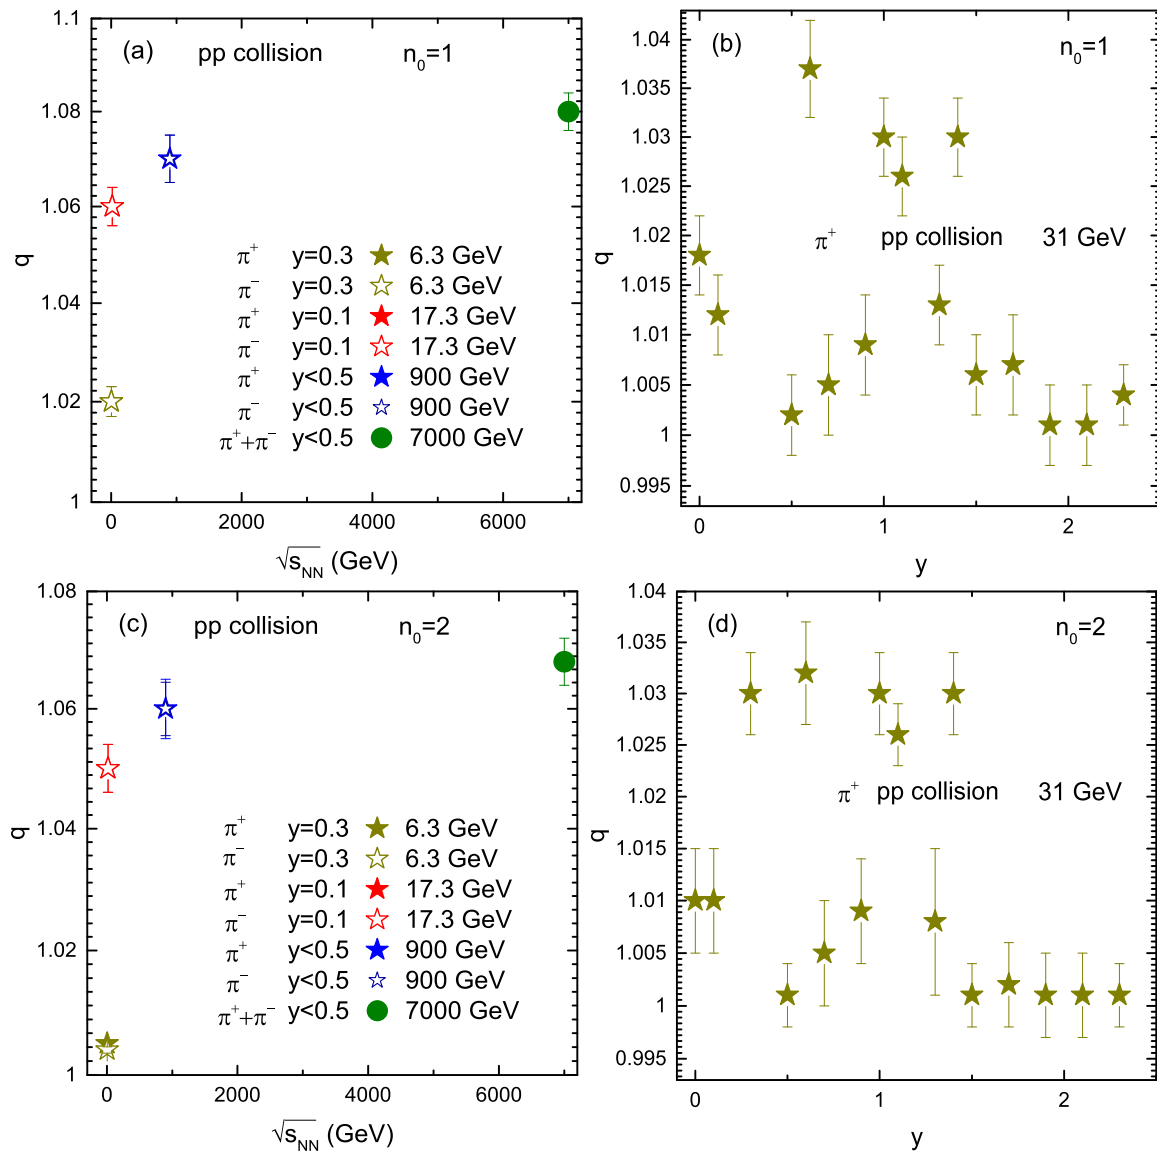 1.1
1.08
1.06
1.04
1.02
1
q
(a) pp collision n₀=1
π⁺ y=0.3 6.3 GeV
π⁻ y=0.3 6.3 GeV
π⁺ y=0.1 17.3 GeV
π⁻ y=0.1 17.3 GeV
π⁺ y<0.5 900 GeV
π⁻ y<0.5 900 GeV
π⁺+π⁻ y<0.5 7000 GeV
0 2000 4000 6000
√s_NN (GeV)
1.04
1.035
1.03
1.025
1.02
1.015
1.01
1.005
1
0.995
q
(b) n₀=1
π⁺ pp collision 31 GeV
0 1 2
y
1.08
1.06
1.04
1.02
1
q
(c) pp collision n₀=2
π⁺ y=0.3 6.3 GeV
π⁻ y=0.3 6.3 GeV
π⁺ y=0.1 17.3 GeV
π⁻ y=0.1 17.3 GeV
π⁺ y<0.5 900 GeV
π⁻ y<0.5 900 GeV
π⁺+π⁻ y<0.5 7000 GeV
0 2000 4000 6000
√s_NN (GeV)
1.04
1.035
1.03
1.025
1.02
1.015
1.01
1.005
1
0.995
q
(d) n₀=2
π⁺ pp collision 31 GeV
0 1 2
y